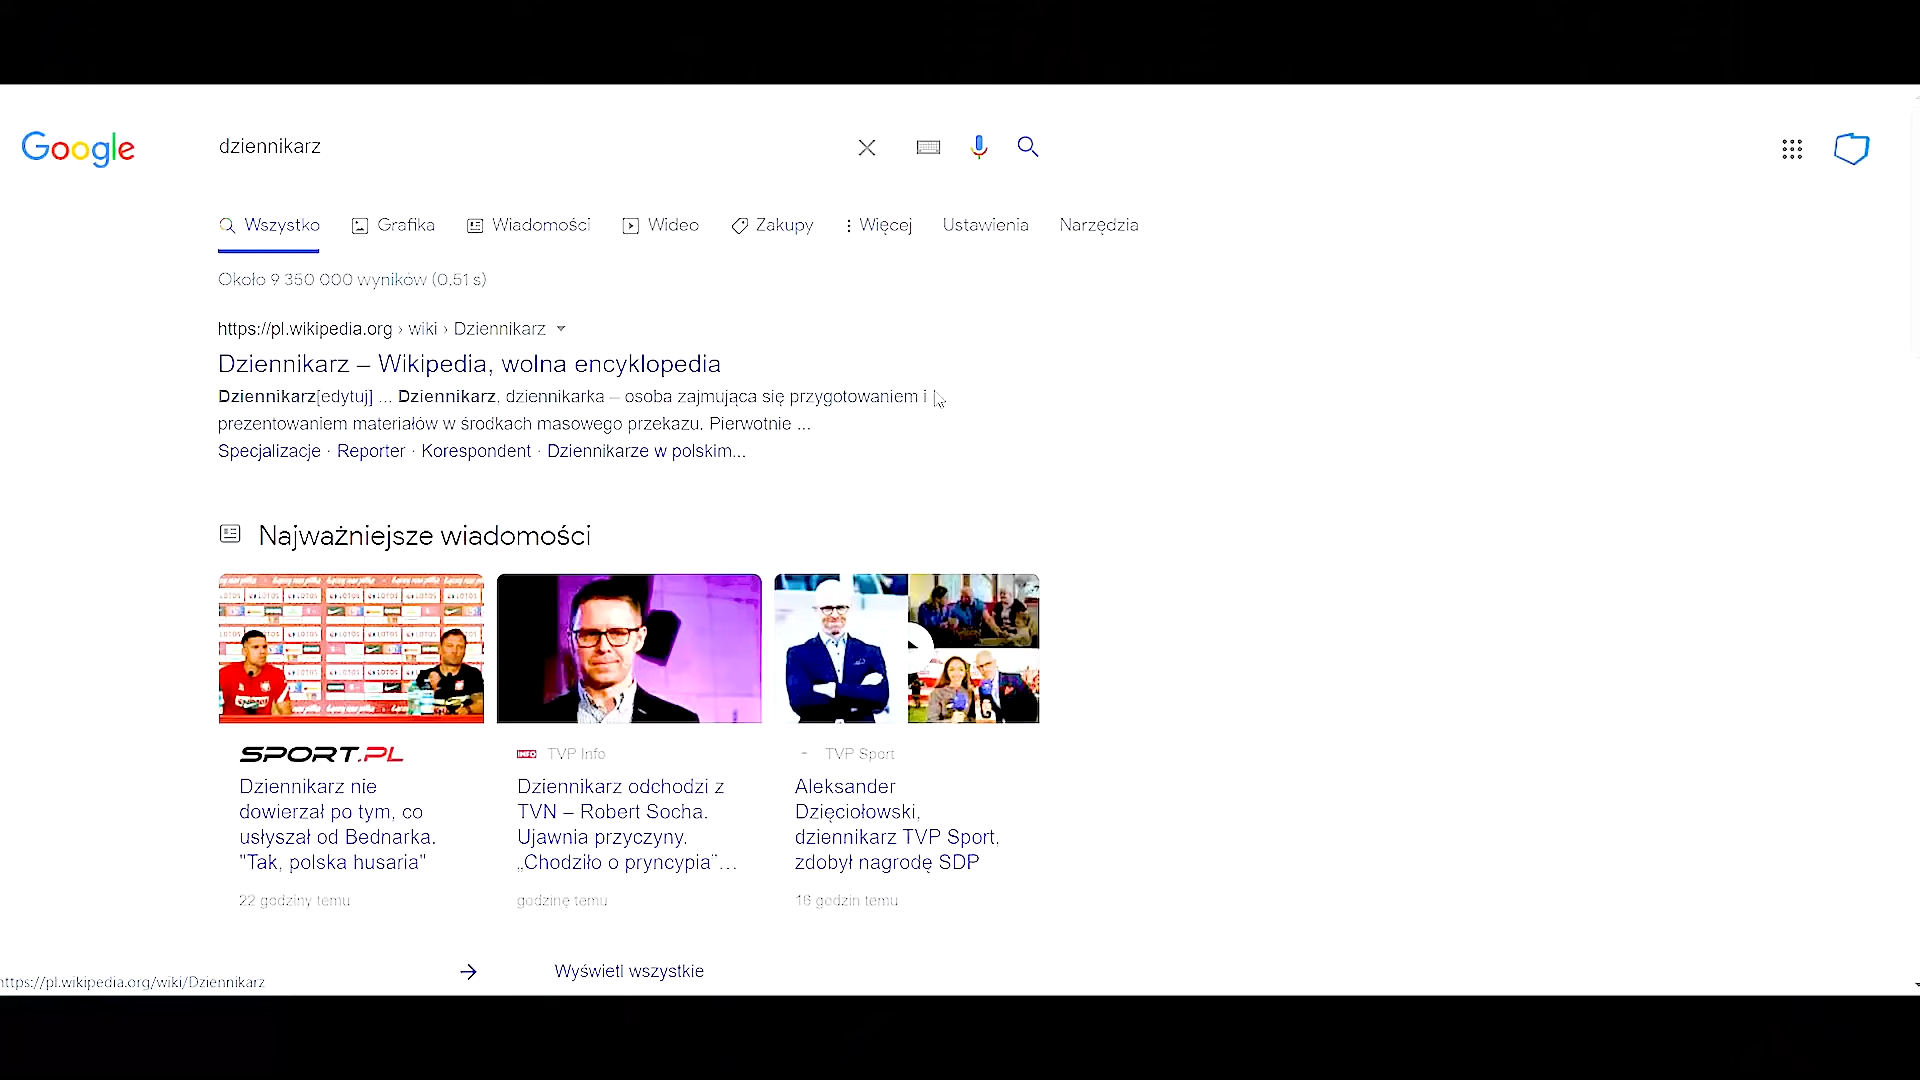 Google
dziennikarz
Wszystko Grafika Wiadomości Wideo Zakupy Więcej Ustawienia Narzędzia
Około 9 350 000 wyników (0,51 s)
https://pl.wikipedia.org › wiki › Dziennikarz
Dziennikarz – Wikipedia, wolna encyklopedia
Dziennikarz[edytuj] ... Dziennikarz, dziennikarka – osoba zajmująca się przygotowaniem i
prezentowaniem materiałów w środkach masowego przekazu. Pierwotnie ...
Specjalizacje · Reporter · Korespondent · Dziennikarze w polskim...
Najważniejsze wiadomości
SPORT.PL
Dziennikarz nie
dowierzał po tym, co
usłyszał od Bednarka.
"Tak, polska husaria"
22 godziny temu
INFO TVP Info
Dziennikarz odchodzi z
TVN – Robert Socha.
Ujawnia przyczyny.
„Chodziło o pryncypia”...
godzinę temu
TVP Sport
Aleksander
Dzięciołowski,
dziennikarz TVP Sport,
zdobył nagrodę SDP
16 godzin temu
Wyświetl wszystkie
https://pl.wikipedia.org/wiki/Dziennikarz